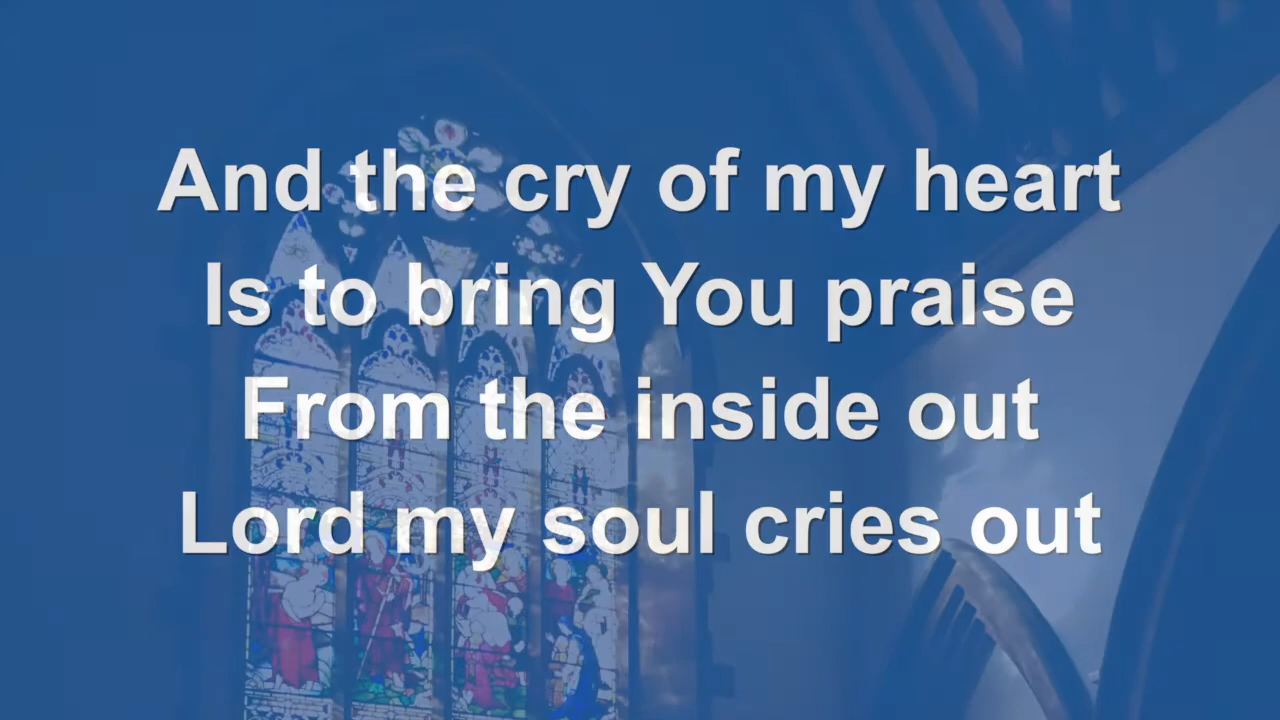 And the cry of my heart
Is to bring You praise
From the inside out
Lord my soul cries out